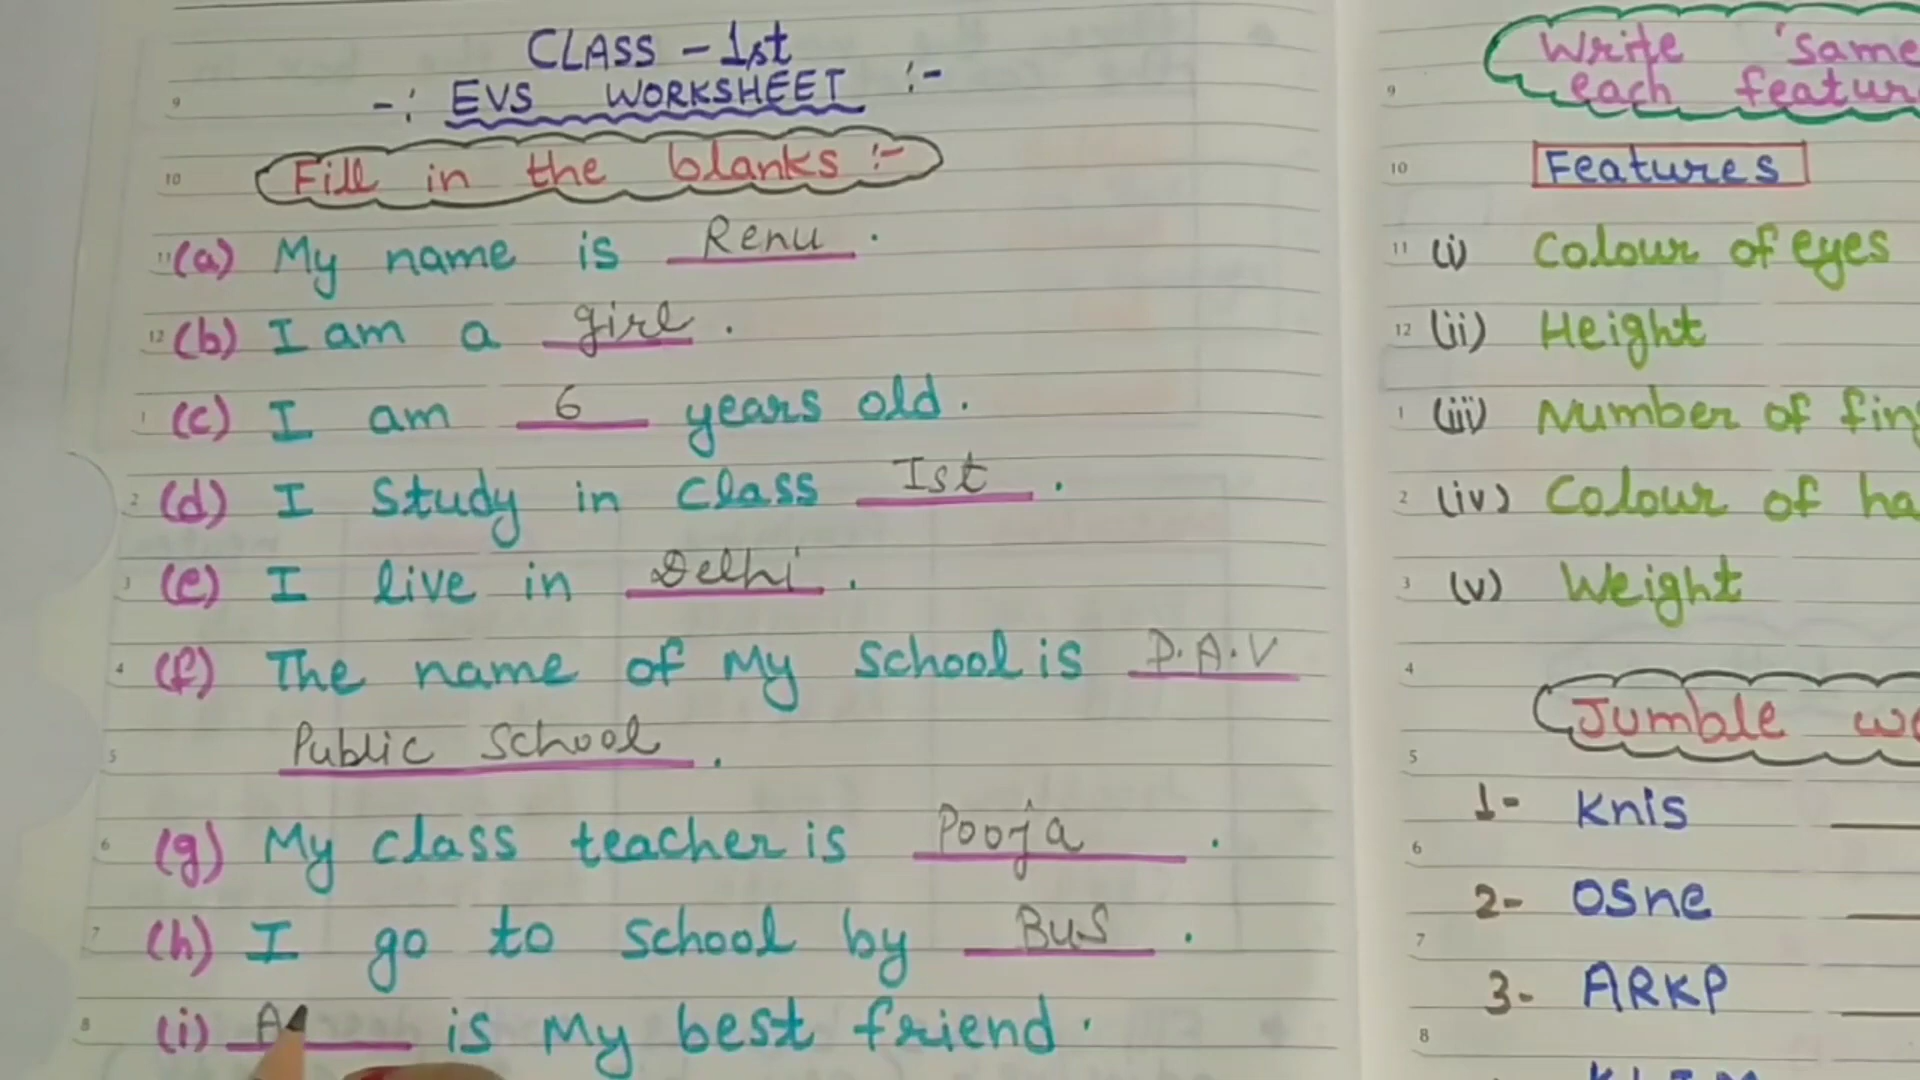 CLASS - 1st
-: EVS WORKSHEET :-
Fill in the blanks :-
(a) My name is Renu .
(b) I am a girl .
(c) I am 6 years old .
(d) I Study in class Ist .
(e) I live in Delhi .
(f) The name of My School is D.A.V
Public School .
(g) My class teacher is Pooja .
(h) I go to school by Bus .
(i) A is My best friend .
Write 'same
each featur
Features
(i) Colour of eyes
(ii) Height
(iii) Number of fing
(iv) Colour of ha
(v) Weight
Jumble wo
1- Knis
2- Osne
3- ARKP